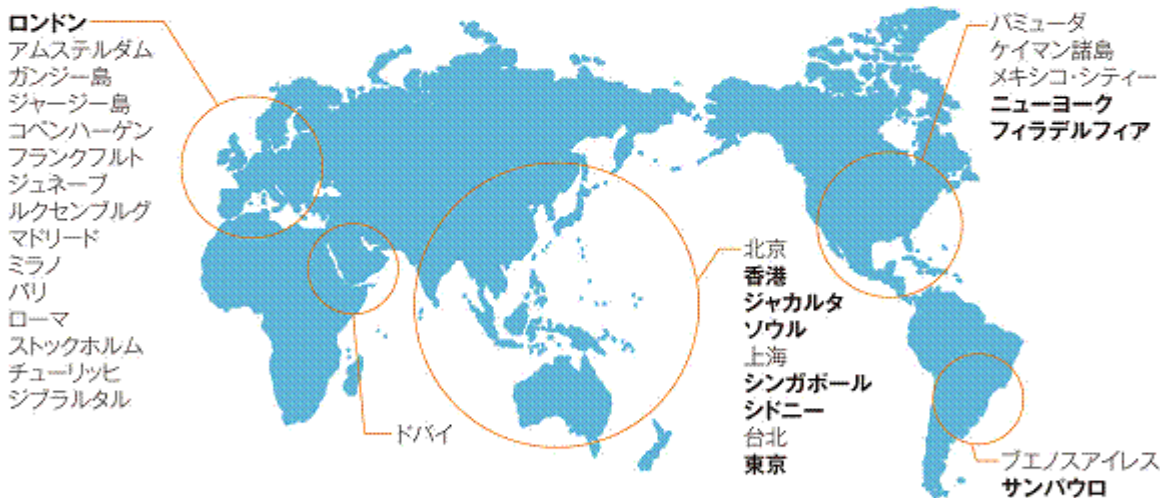 ロンドン
アムステルダム
ガンジー島
ジャージー島
コペンハーゲン
フランクフルト
ジュネーブ
ルクセンブルグ
マドリード
ミラノ
パリ
ローマ
ストックホルム
チューリッヒ
ジブラルタル
ドバイ
北京
香港
ジャカルタ
ソウル
上海
シンガポール
シドニー
台北
東京
バミューダ
ケイマン諸島
メキシコ・シティー
ニューヨーク
フィラデルフィア
ブエノスアイレス
サンパウロ